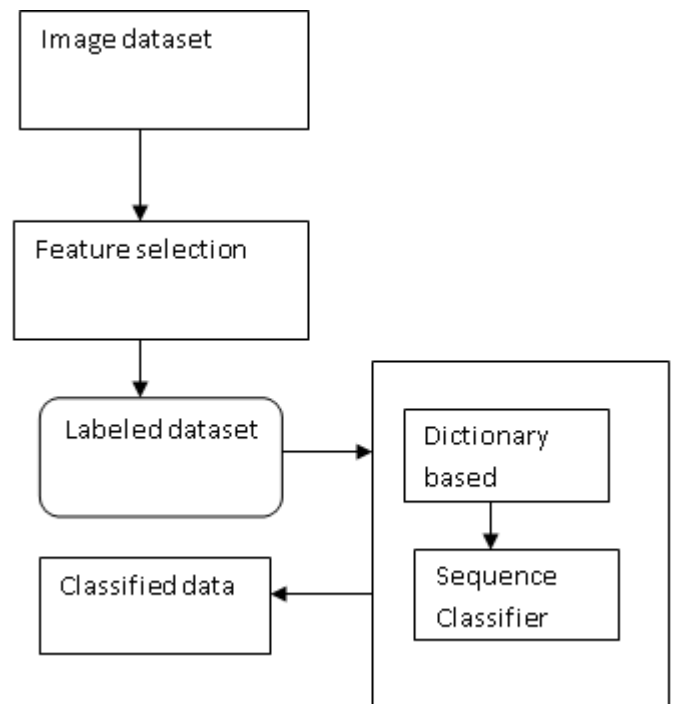 Image dataset
Feature selection
Labeled dataset
Dictionary
based
Sequence
Classifier
Classified data